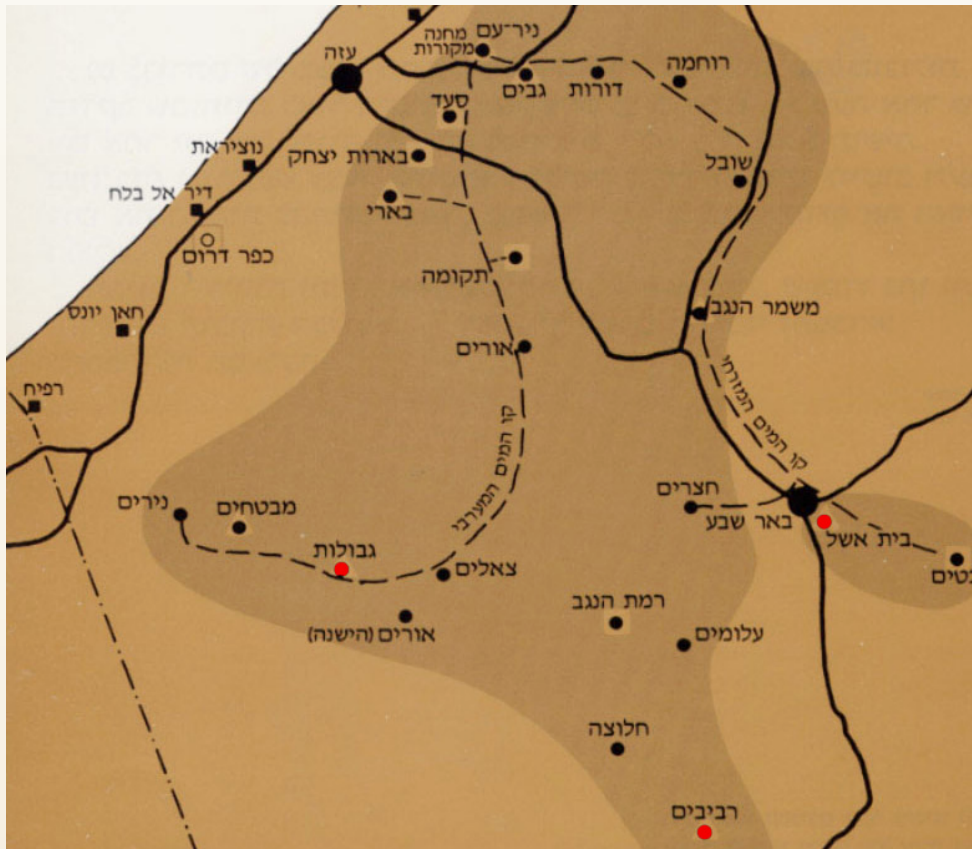 ניר־עם
מחנה
מקורות
עזה
רוחמה
דורות
גבים
סעד
נוציראת
בארות יצחק
שובל
דיר אל בלח
בארי
כפר דרום
תקומה
חאן יונס
משמר הנגב
אורים
רפיח
קו המים המזרחי
קו המים המערבי
חצרים
נירים
מבטחים
באר שבע
בית אשל
גבולות
צאלים
נבטים
רמת הנגב
אורים (הישנה)
עלומים
חלוצה
רביבים